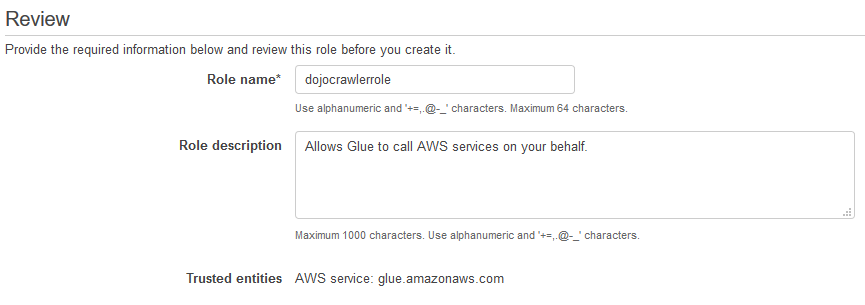 Review
Provide the required information below and review this role before you create it.
Role name* dojocrawlerrole
Use alphanumeric and '+=,.@-_' characters. Maximum 64 characters.
Role description Allows Glue to call AWS services on your behalf.
Maximum 1000 characters. Use alphanumeric and '+=,.@-_' characters.
Trusted entities AWS service: glue.amazonaws.com